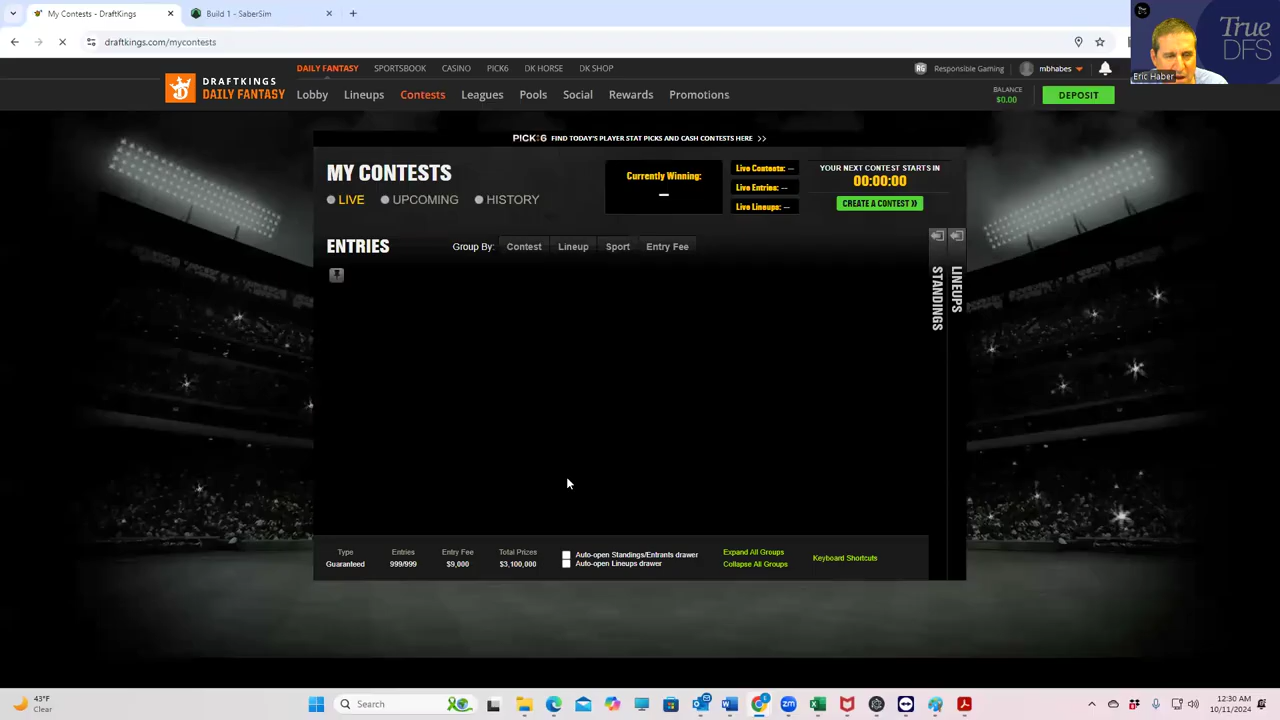 My Contests - DraftKings
Build 1 - SaberSim
draftkings.com/mycontests
True
DFS
Eric Haber
DAILY FANTASY SPORTSBOOK CASINO PICK6 DK HORSE DK SHOP
RG Responsible Gaming mbhabes
DRAFTKINGS
DAILY FANTASY
Lobby Lineups Contests Leagues Pools Social Rewards Promotions
BALANCE
$0.00
DEPOSIT
PICK6 FIND TODAY'S PLAYER STAT PICKS AND CASH CONTESTS HERE >>
MY CONTESTS
LIVE UPCOMING HISTORY
Currently Winning:
–
Live Contests: --
Live Entries: --
Live Lineups: --
YOUR NEXT CONTEST STARTS IN
00:00:00
CREATE A CONTEST »
ENTRIES
Group By: Contest Lineup Sport Entry Fee
STANDINGS
LINEUPS
Type Entries Entry Fee Total Prizes
Guaranteed 999/999 $9,000 $3,100,000
Auto-open Standings/Entrants drawer
Auto-open Lineups drawer
Expand All Groups
Collapse All Groups
Keyboard Shortcuts
43°F
Clear
Search
12:30 AM
10/11/2024